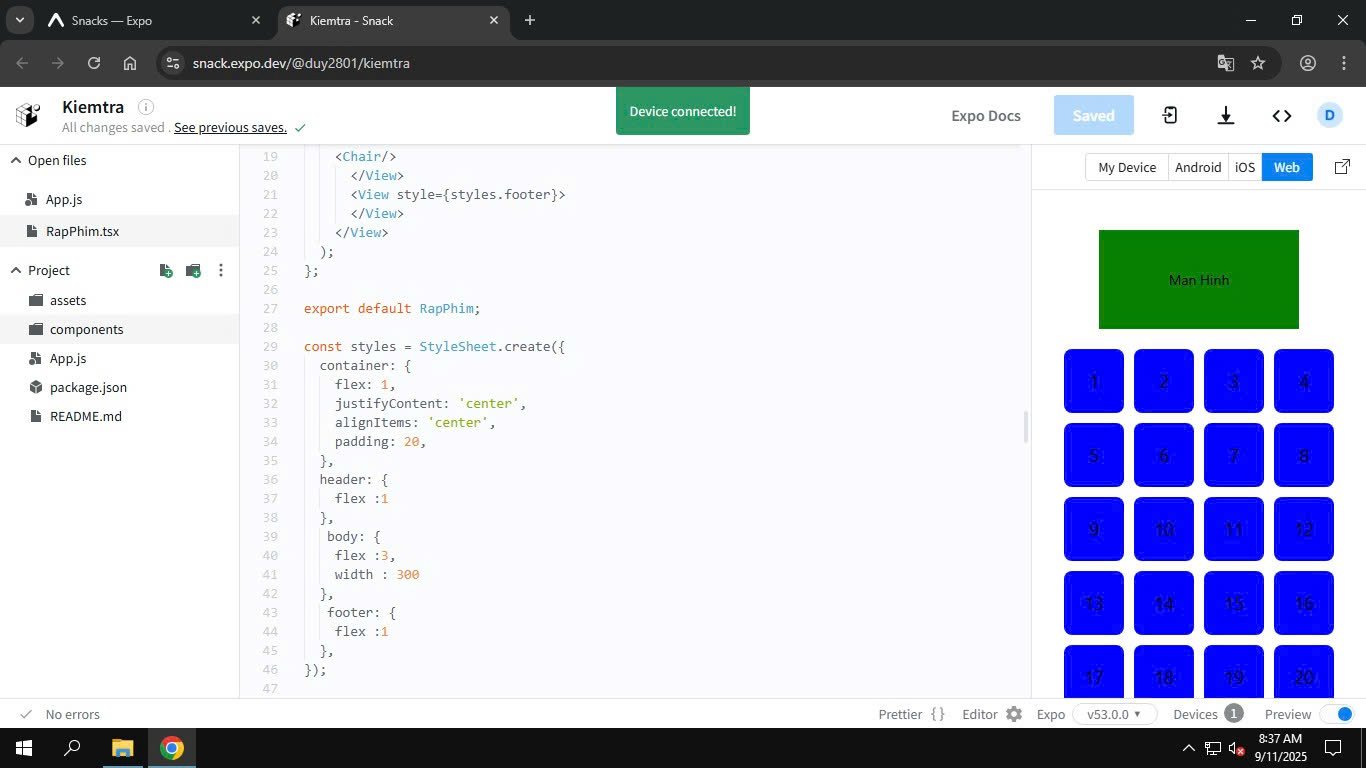 Snacks — Expo
Kiemtra - Snack
snack.expo.dev/@duy2801/kiemtra
Kiemtra
All changes saved . See previous saves.
Device connected!
Expo Docs
Saved
D
Open files
App.js
RapPhim.tsx
Project
assets
components
App.js
package.json
README.md
19 <Chair/>
20 </View>
21 <View style={styles.footer}>
22 </View>
23 </View>
24 );
25 };
26
27 export default RapPhim;
28
29 const styles = StyleSheet.create({
30 container: {
31 flex: 1,
32 justifyContent: 'center',
33 alignItems: 'center',
34 padding: 20,
35 },
36 header: {
37 flex :1
38 },
39 body: {
40 flex :3,
41 width : 300
42 },
43 footer: {
44 flex :1
45 },
46 });
47
My Device Android iOS Web
Man Hinh
1 2 3 4
5 6 7 8
9 10 11 12
13 14 15 16
17 18 19 20
No errors
Prettier {} Editor Expo v53.0.0 Devices 1 Preview
8:37 AM
9/11/2025